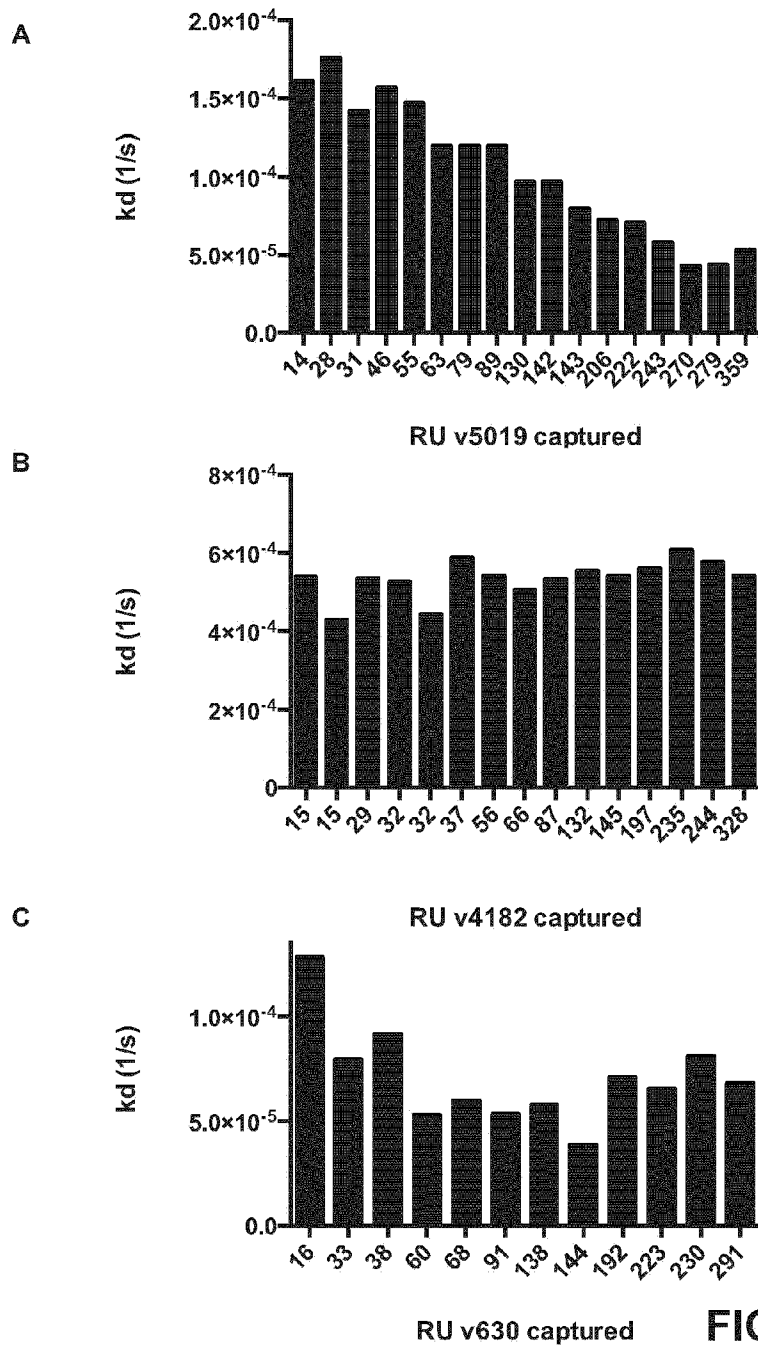 A
kd (1/s)
2.0×10⁻⁴
1.5×10⁻⁴
1.0×10⁻⁴
5.0×10⁻⁵
0.0
14 28 31 46 55 63 79 89 130 142 143 206 222 243 270 279 359
RU v5019 captured
B
kd (1/s)
8×10⁻⁴
6×10⁻⁴
4×10⁻⁴
2×10⁻⁴
0
15 15 29 32 32 37 56 66 87 132 145 197 235 244 328
RU v4182 captured
C
kd (1/s)
1.0×10⁻⁴
5.0×10⁻⁵
0.0
16 33 38 60 68 91 138 144 192 223 230 291
RU v630 captured
FIG